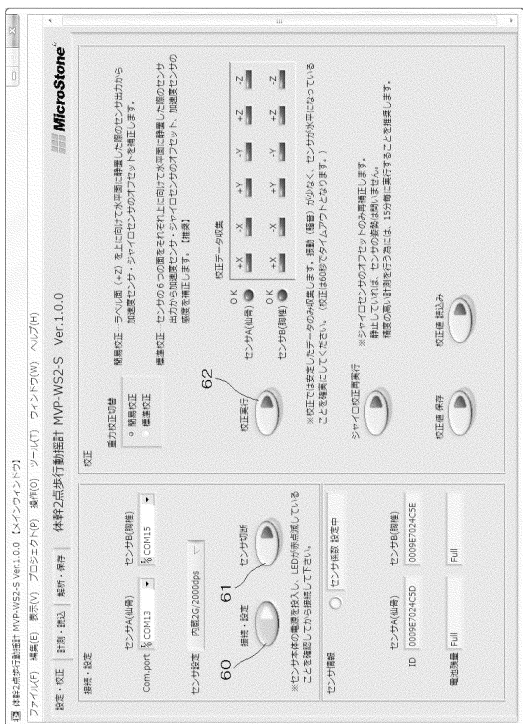 体幹2点歩行動揺計 MVP-WS2-S Ver.1.0.0 【メインウィンドウ】
ファイル(F) 編集(E) 表示(V) プロジェクト(P) 操作(O) ツール(T) ウィンドウ(W) ヘルプ(H)
設定・校正 計測・読込 解析・保存
体幹2点歩行動揺計 MVP-WS2-S Ver.1.0.0
MicroStone
接続・設定
センサA(仙骨) センサB(胸椎)
Com.port COM13 COM15
センサ設定 内蔵2G/2000dps
接続・設定 センサ切断
60 61
※センサ本体の電源を投入し、LEDが赤点滅している
ことを確認してから接続して下さい。
センサ情報
センサ係数 設定中
センサA(仙骨) センサB(胸椎)
ID 0009E7024C5D 0009E7024C5E
電池残量 Full Full
校正
重力校正切替
簡易校正
標準校正
簡易校正 ラベル面(+Z)を上に向けて水平面に静置した際のセンサ出力から
加速度センサ・ジャイロセンサのオフセットを補正します。
標準校正 センサの6つの面をそれぞれ上に向けて水平面に静置した際のセンサ
出力から加速度センサ・ジャイロセンサのオフセット、加速度センサの
感度を補正します。【推奨】
校正データ収集
校正実行
62
センサA(仙骨) OK +X -X +Y -Y +Z -Z
センサB(胸椎) OK +X -X +Y -Y +Z -Z
※校正では安定したデータのみ収集します。振動(騒音)が少なく、センサが水平になっている
ことを確実にしてください。(校正は60秒でタイムアウトとなります。)
ジャイロ校正再実行
※ジャイロセンサのオフセットのみ再補正します。
静止していれば、センサの姿勢は問いません。
精度の高い計測を行う為には、15分毎に実行することを推奨します。
校正値 保存 校正値 読込み